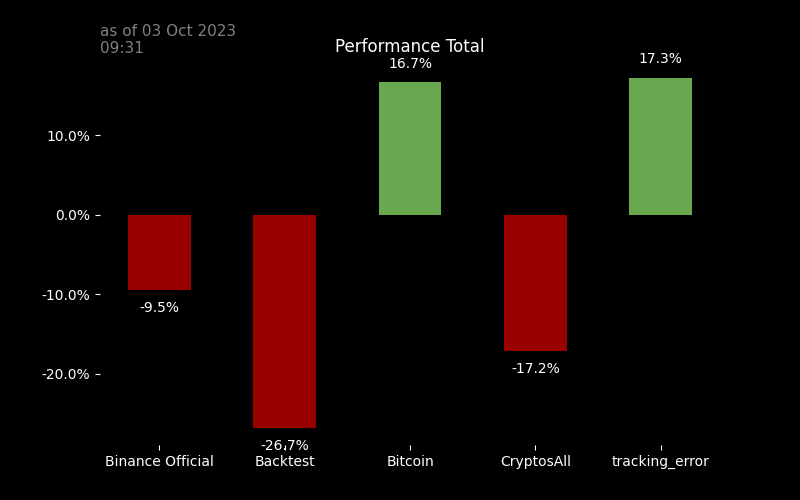 as of 03 Oct 2023
09:31
Performance Total
16.7%
17.3%
10.0%
0.0%
-10.0%
-20.0%
-9.5%
-26.7%
-17.2%
Binance Official
Backtest
Bitcoin
CryptosAll
tracking_error